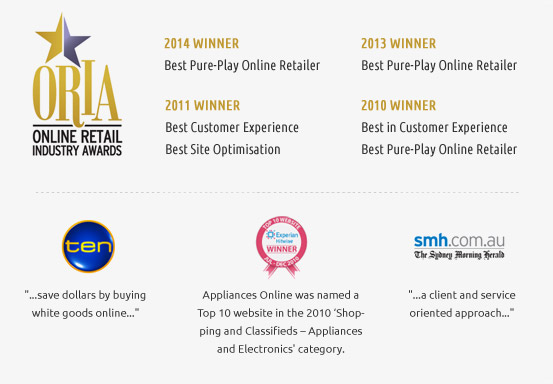 ORIA
ONLINE RETAIL
INDUSTRY AWARDS
2014 WINNER
Best Pure-Play Online Retailer
2013 WINNER
Best Pure-Play Online Retailer
2011 WINNER
Best Customer Experience
Best Site Optimisation
2010 WINNER
Best in Customer Experience
Best Pure-Play Online Retailer
ten
"...save dollars by buying
white goods online..."
TOP 10 WEBSITE
Experian
Hitwise
WINNER
DEC 2010
Appliances Online was named a
Top 10 website in the 2010 ‘Shop-
ping and Classifieds – Appliances
and Electronics' category.
smh.com.au
The Sydney Morning Herald
"...a client and service
oriented approach..."